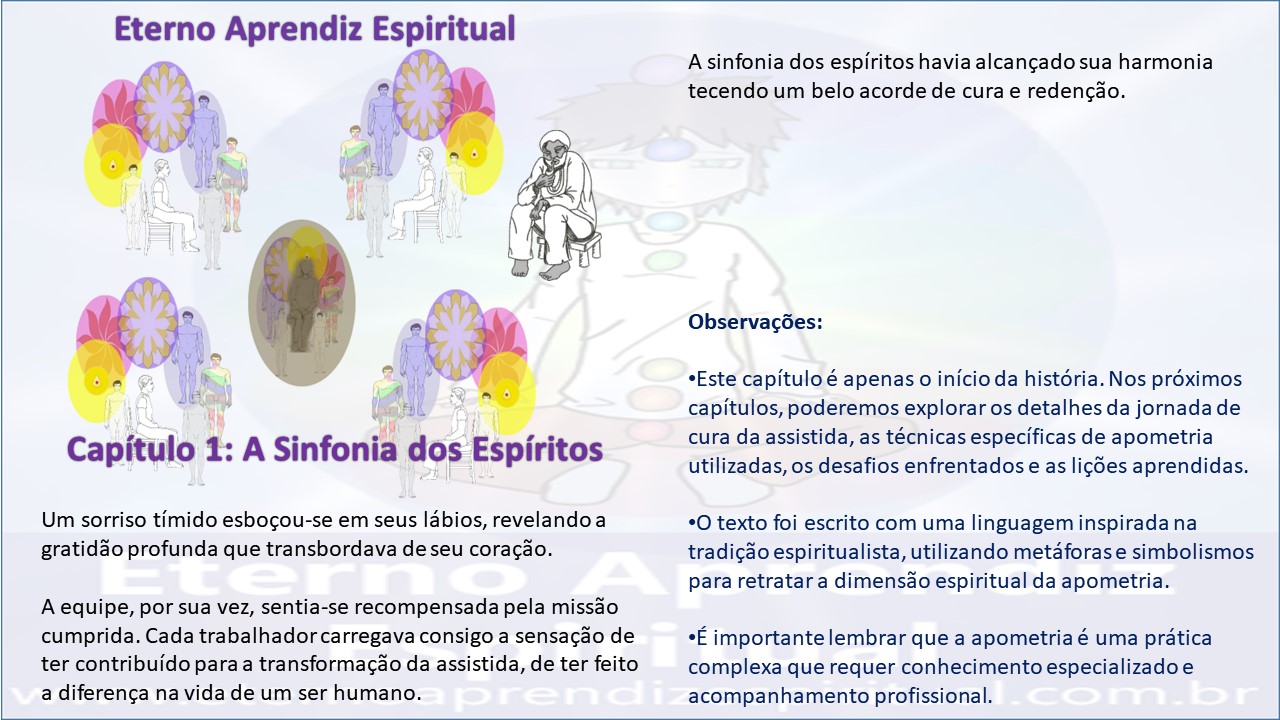 Eterno Aprendiz Espiritual
Capítulo 1: A Sinfonia dos Espíritos
Um sorriso tímido esboçou-se em seus lábios, revelando a
gratidão profunda que transbordava de seu coração.
A equipe, por sua vez, sentia-se recompensada pela missão
cumprida. Cada trabalhador carregava consigo a sensação de
ter contribuído para a transformação da assistida, de ter feito
a diferença na vida de um ser humano.
A sinfonia dos espíritos havia alcançado sua harmonia
tecendo um belo acorde de cura e redenção.
Observações:
•Este capítulo é apenas o início da história. Nos próximos
capítulos, poderemos explorar os detalhes da jornada de
cura da assistida, as técnicas específicas de apometria
utilizadas, os desafios enfrentados e as lições aprendidas.
•O texto foi escrito com uma linguagem inspirada na
tradição espiritualista, utilizando metáforas e simbolismos
para retratar a dimensão espiritual da apometria.
•É importante lembrar que a apometria é uma prática
complexa que requer conhecimento especializado e
acompanhamento profissional.
Eterno Aprendiz
Espiritual